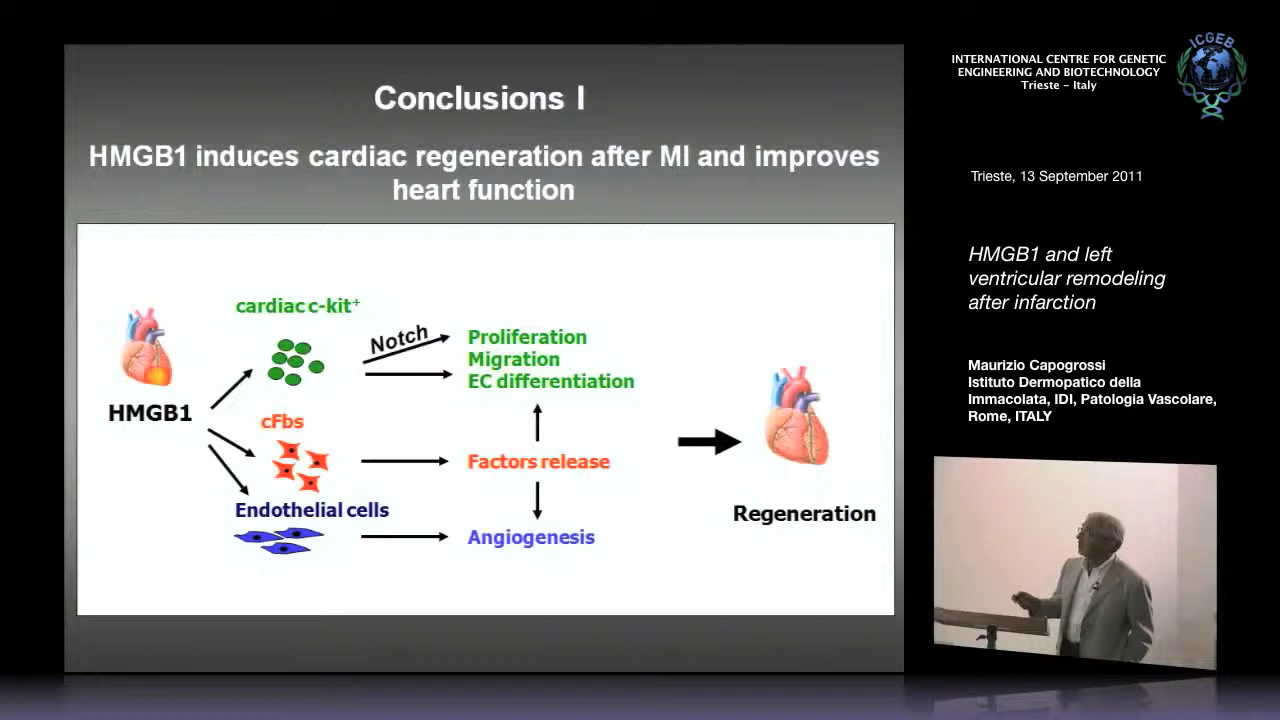 Conclusions I
HMGB1 induces cardiac regeneration after MI and improves
heart function
cardiac c-kit⁺
Notch
Proliferation
Migration
EC differentiation
HMGB1
cFbs
Factors release
Endothelial cells
Angiogenesis
Regeneration
INTERNATIONAL CENTRE FOR GENETIC
ENGINEERING AND BIOTECHNOLOGY
Trieste - Italy
ICGEB
Trieste, 13 September 2011
HMGB1 and left
ventricular remodeling
after infarction
Maurizio Capogrossi
Istituto Dermopatico della
Immacolata, IDI, Patologia Vascolare,
Rome, ITALY